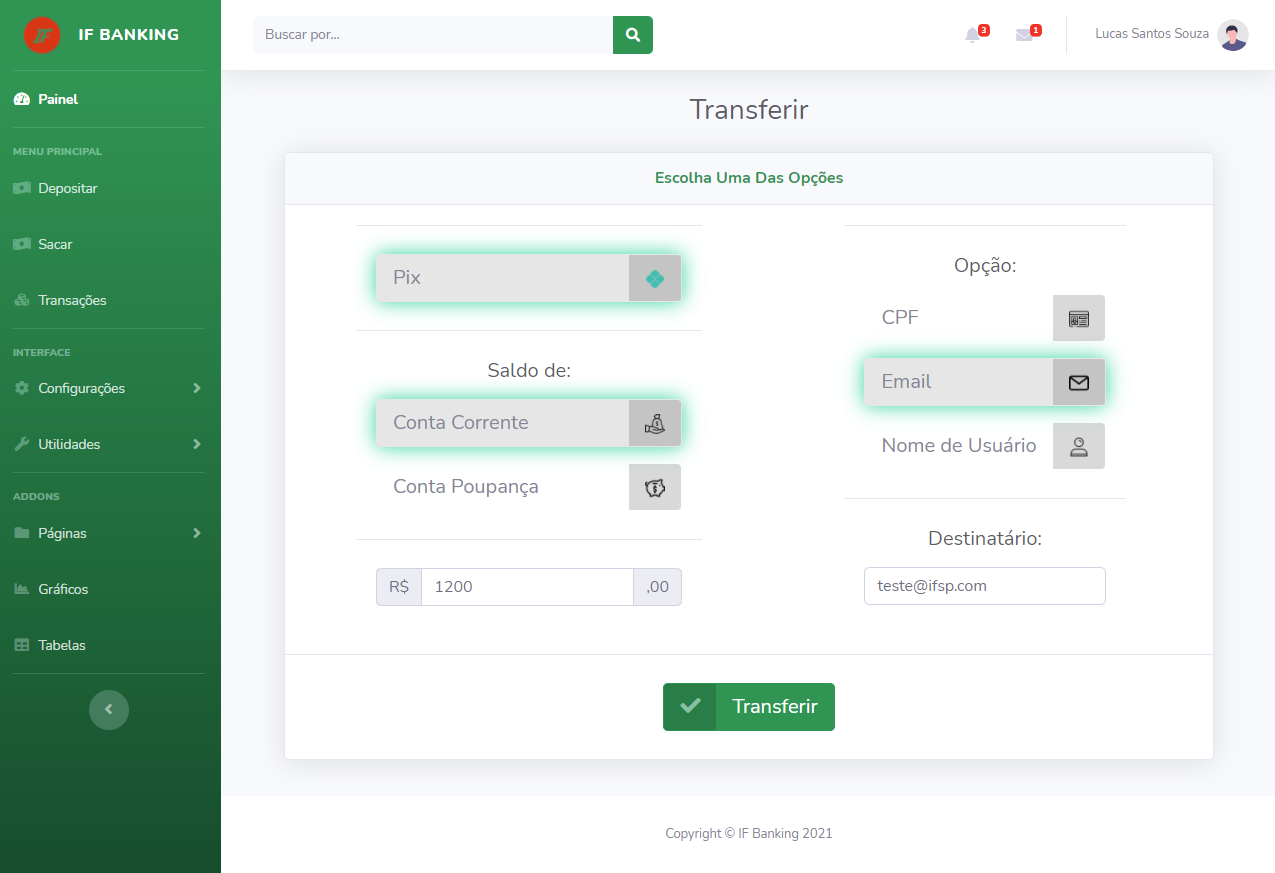 IF IF BANKING
Painel
MENU PRINCIPAL
Depositar
Sacar
Transações
INTERFACE
Configurações
Utilidades
ADDONS
Páginas
Gráficos
Tabelas
Buscar por...
3
1
Lucas Santos Souza
Transferir
Escolha Uma Das Opções
Pix
Saldo de:
Conta Corrente
Conta Poupança
R$ 1200 ,00
Opção:
CPF
Email
Nome de Usuário
Destinatário:
teste@ifsp.com
Transferir
Copyright © IF Banking 2021